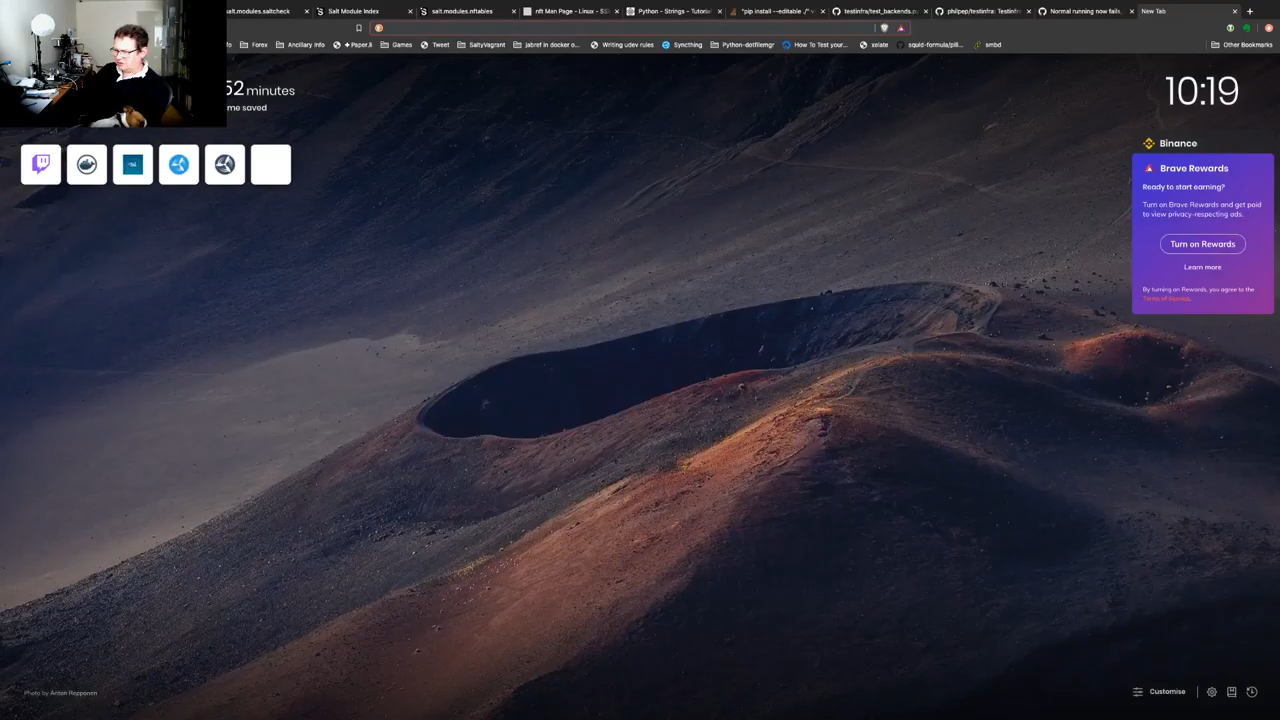 salt.modules.saltcheck
Salt Module Index
salt.modules.nftables
nft Man Page - Linux - SS
Python - Strings - Tutorial
"pip install --editable ./" v
testinfra/test_backends.p
philpep/testinfra: Testinfr
Normal running now fails,
New Tab
fo
Forex
Ancillary Info
Paper.li
Games
Tweet
SaltyVagrant
jabref in docker o...
Writing udev rules
Syncthing
Python-dotfilemgr
How To Test your...
xslate
squid-formula/pill...
smbd
Other Bookmarks
52 minutes
me saved
10:19
Binance
Brave Rewards
Ready to start earning?
Turn on Brave Rewards and get paid
to view privacy-respecting ads.
Turn on Rewards
Learn more
By turning on Rewards, you agree to the
Terms of Service.
Photo by Anton Repponen
Customise